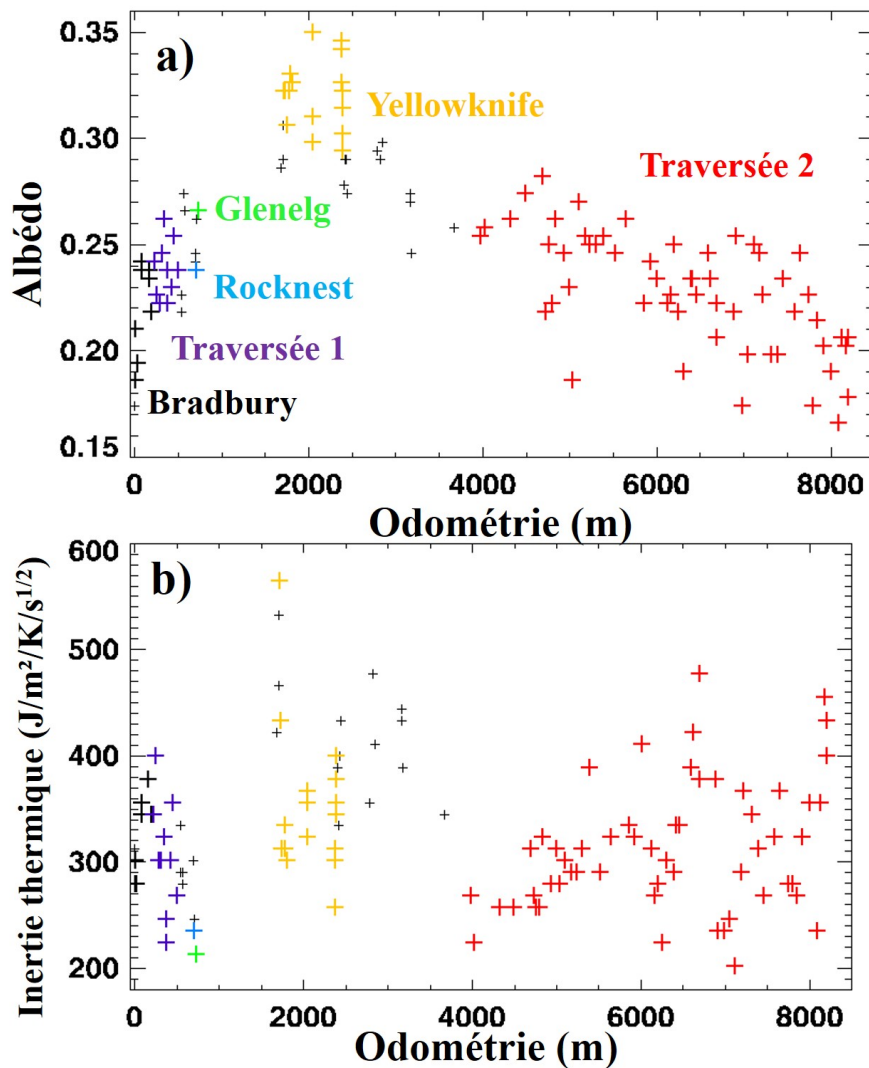 0.35
a)
Yellowknife
0.30
Traversée 2
Glenelg
0.25
Albédo
Rocknest
Traversée 1
0.20
Bradbury
0.15
0 2000 4000 6000 8000
Odométrie (m)
600
b)
500
Inertie thermique (J/m²/K/s¹/²)
400
300
200
0 2000 4000 6000 8000
Odométrie (m)